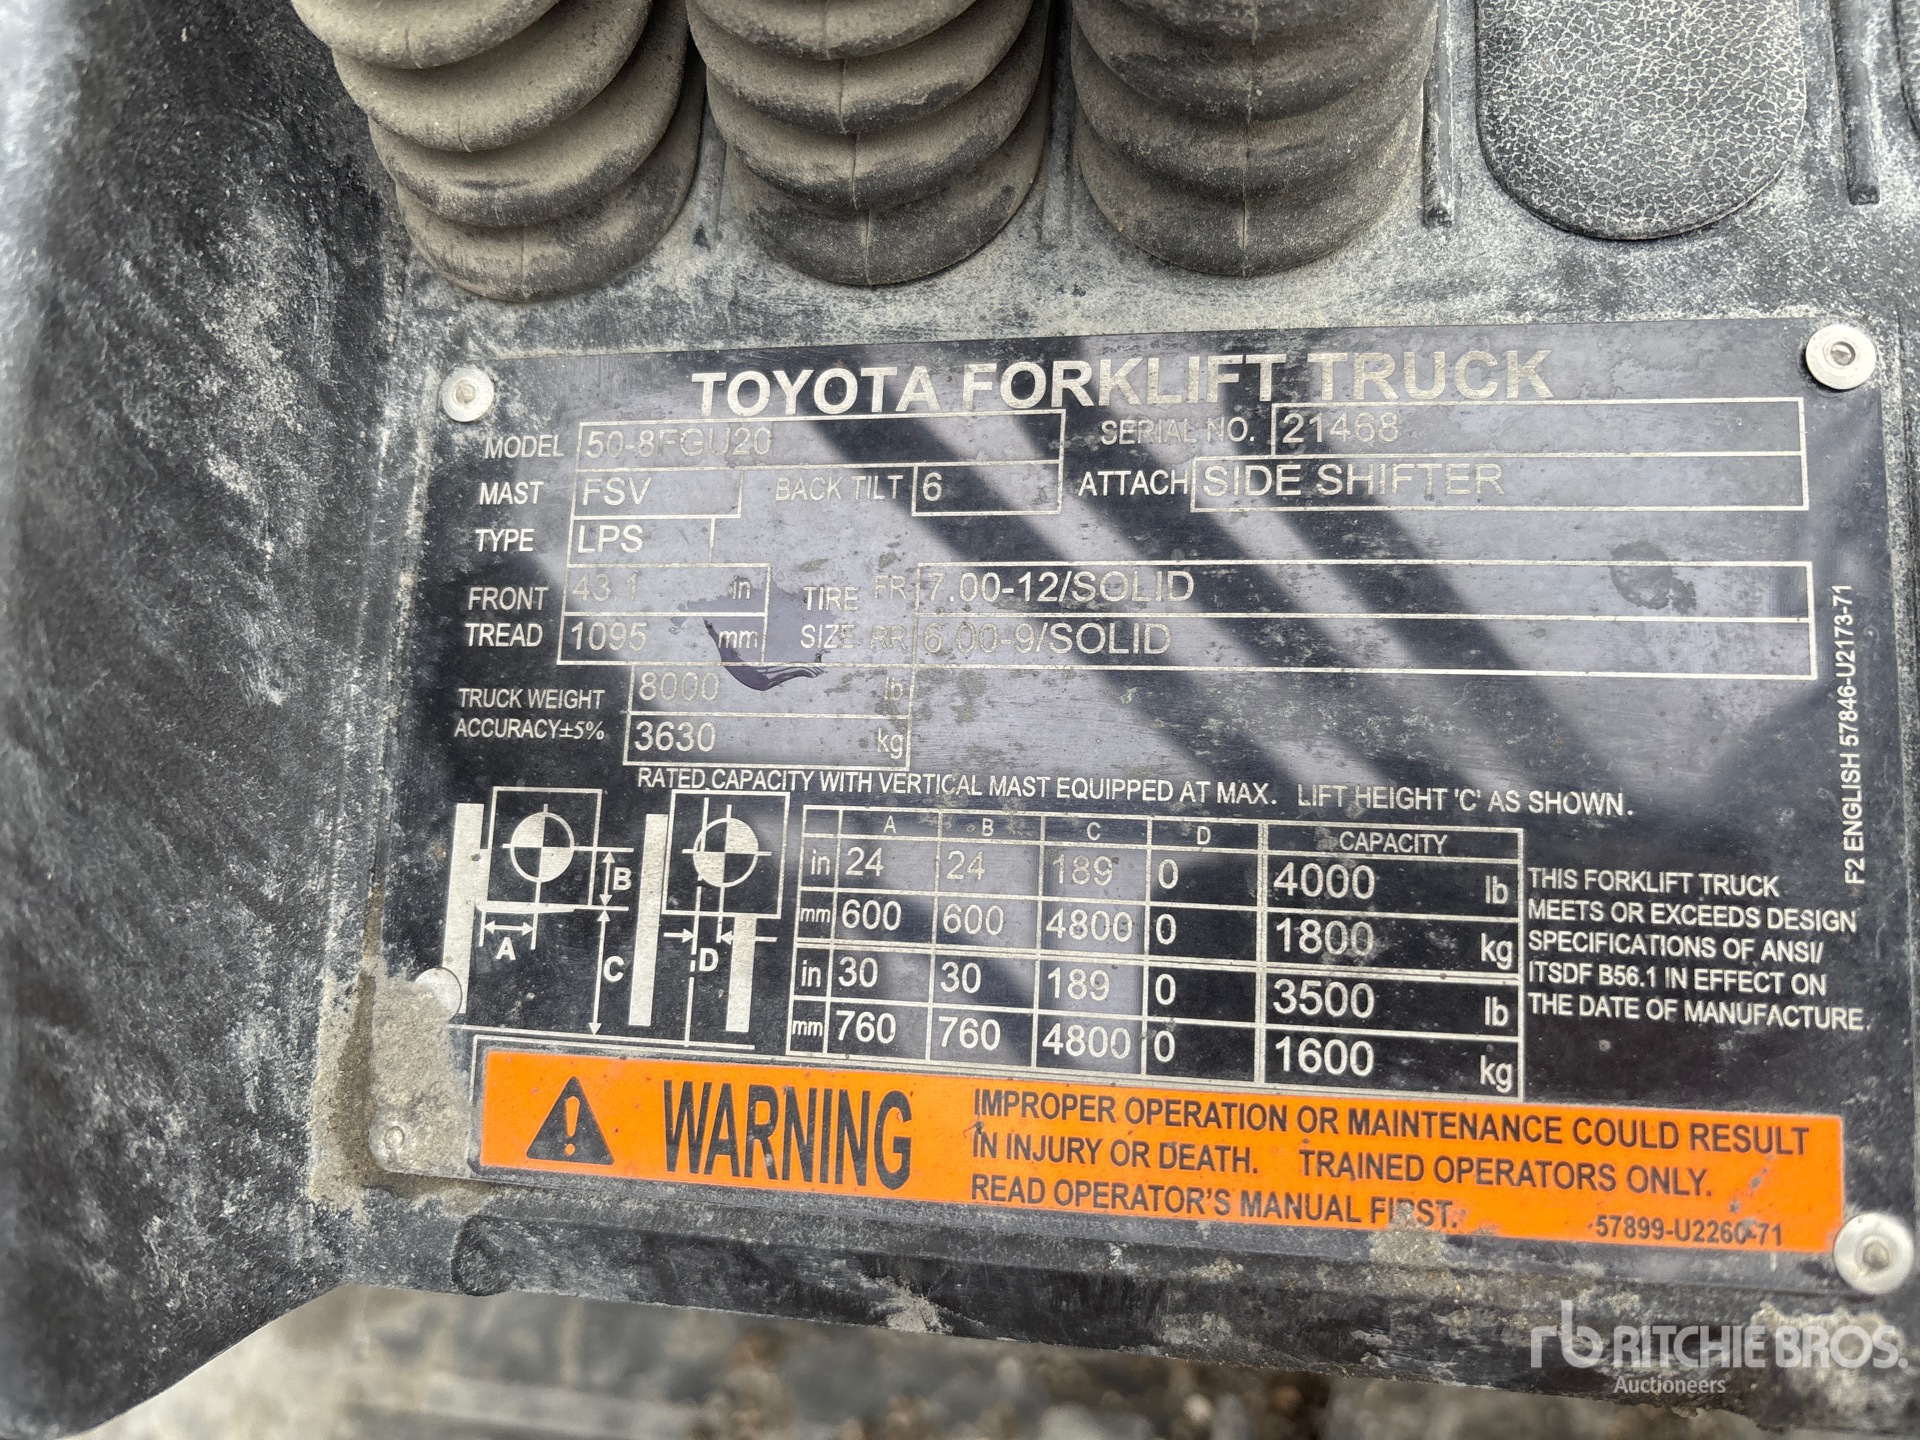 TOYOTA FORKLIFT TRUCK
MODEL 50-8FGU20 SERIAL NO. 21468
MAST FSV BACK TILT 6 ATTACH SIDE SHIFTER
TYPE LPS
FRONT TREAD 43.1 in TIRE SIZE FR 7.00-12/SOLID
1095 mm RR 6.00-9/SOLID
TRUCK WEIGHT 8000 lb
ACCURACY±5% 3630 kg
RATED CAPACITY WITH VERTICAL MAST EQUIPPED AT MAX. LIFT HEIGHT 'C' AS SHOWN.
A B C D
A B C D CAPACITY
in 24 24 189 0 4000 lb
mm 600 600 4800 0 1800 kg
in 30 30 189 0 3500 lb
mm 760 760 4800 0 1600 kg
THIS FORKLIFT TRUCK
MEETS OR EXCEEDS DESIGN
SPECIFICATIONS OF ANSI/
ITSDF B56.1 IN EFFECT ON
THE DATE OF MANUFACTURE.
F2 ENGLISH 57846-U2173-71
WARNING
IMPROPER OPERATION OR MAINTENANCE COULD RESULT
IN INJURY OR DEATH. TRAINED OPERATORS ONLY.
READ OPERATOR'S MANUAL FIRST.
57899-U2260-71
rb RITCHIE BROS.
Auctioneers